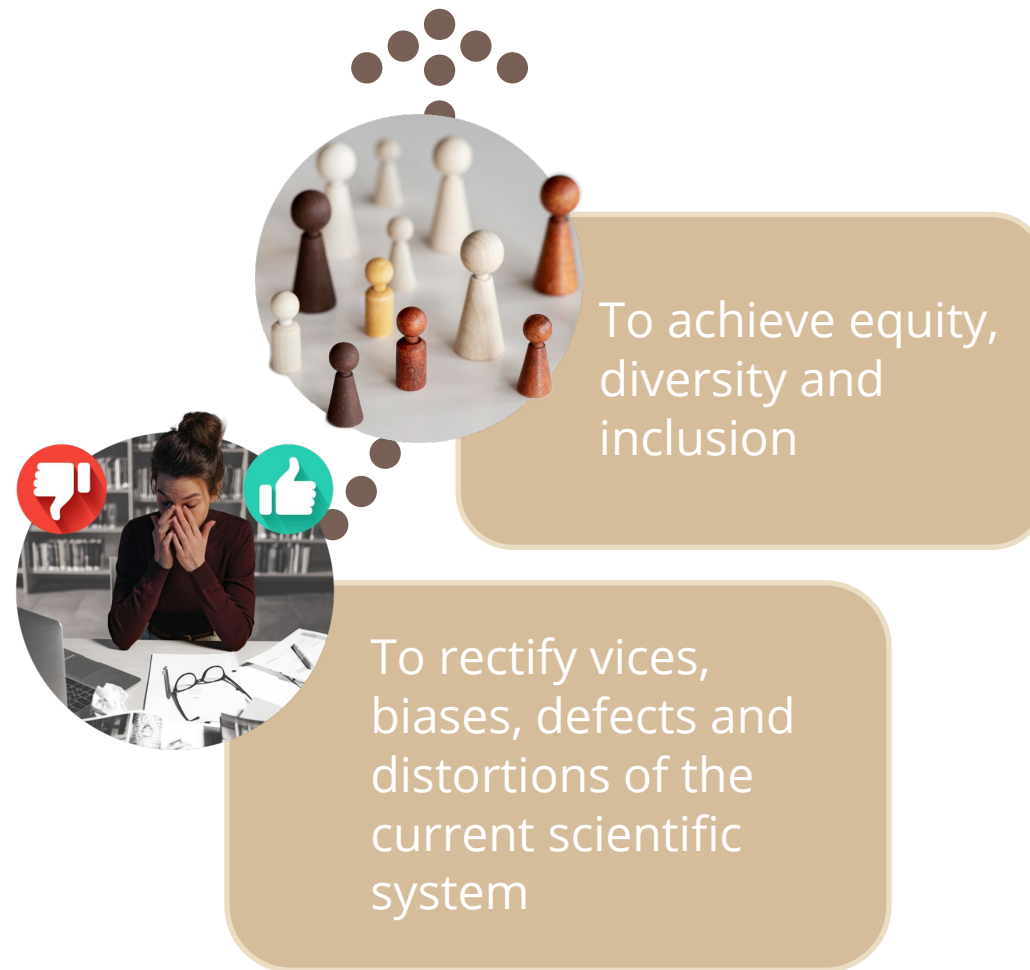 To achieve equity,
diversity and
inclusion
To rectify vices,
biases, defects and
distortions of the
current scientific
system